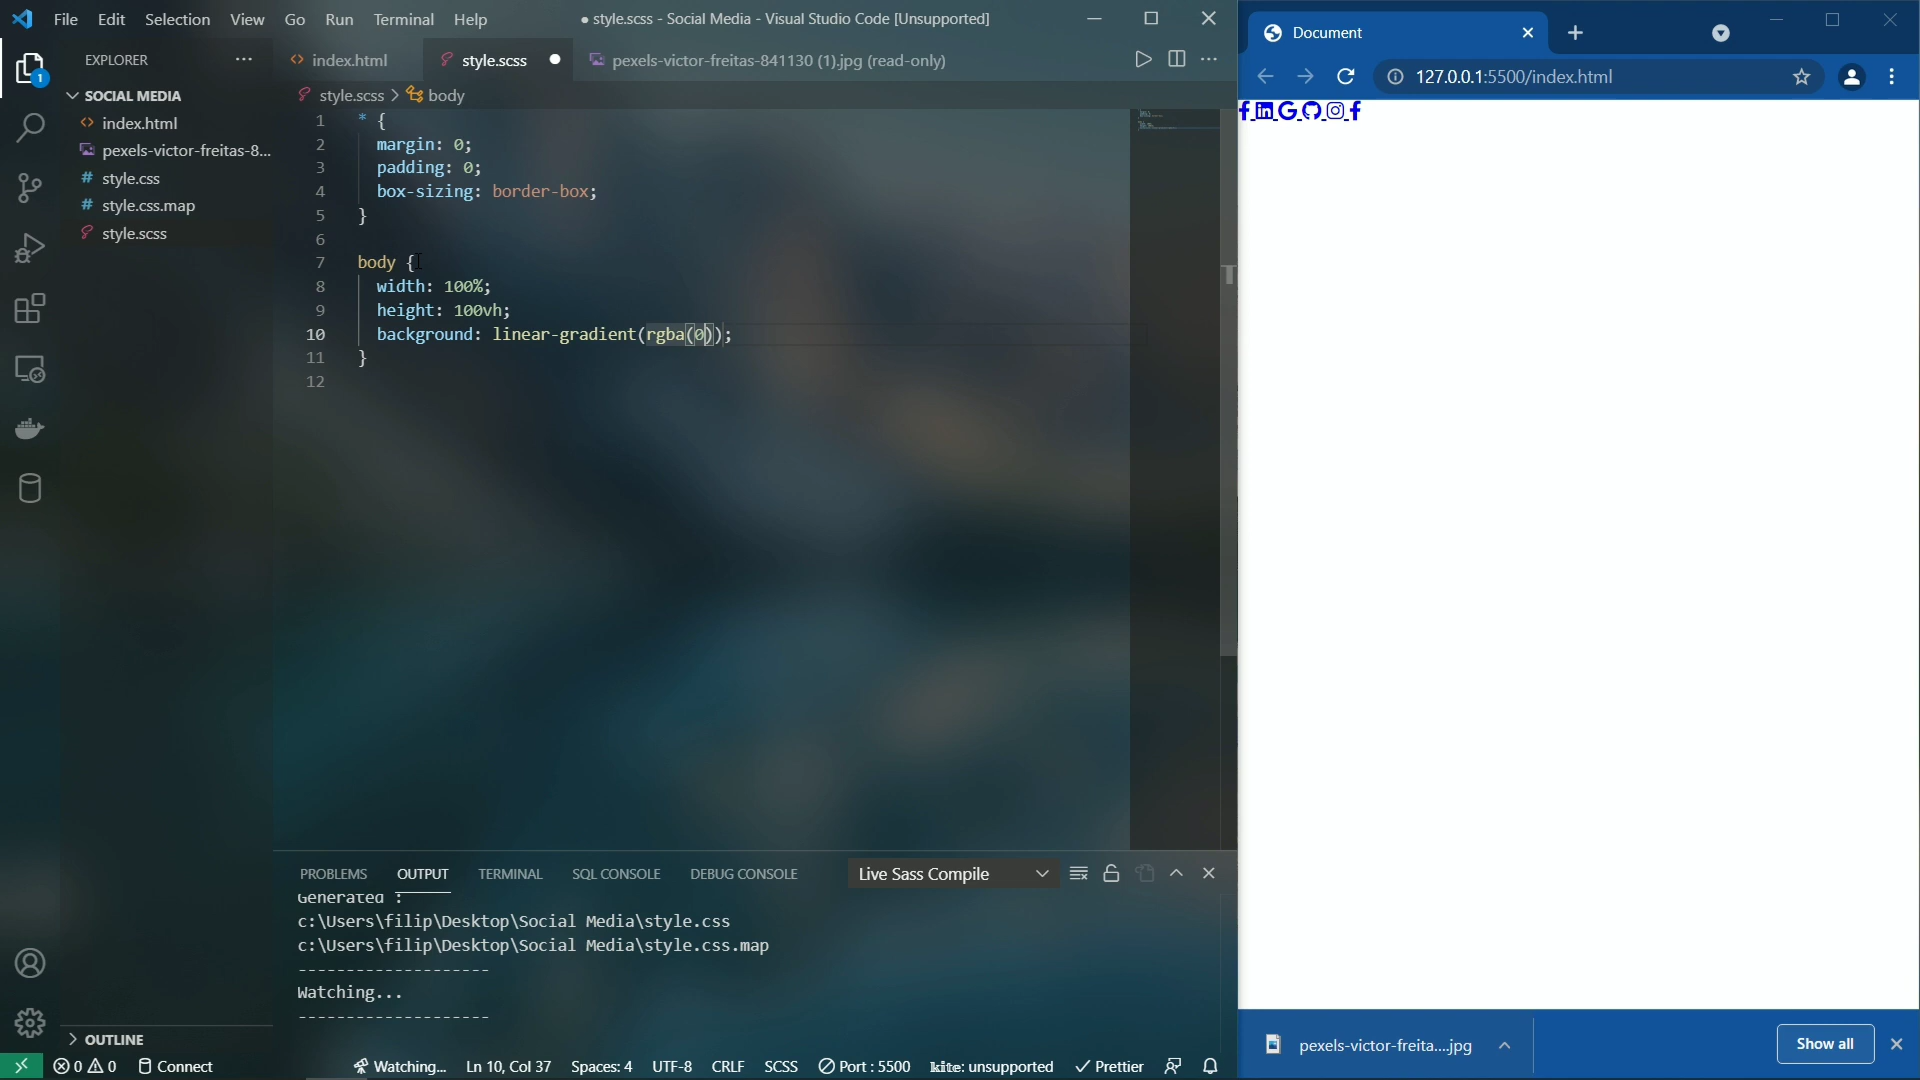 File Edit Selection View Go Run Terminal Help
● style.scss - Social Media - Visual Studio Code [Unsupported]
EXPLORER
index.html
style.scss
pexels-victor-freitas-841130 (1).jpg (read-only)
SOCIAL MEDIA
index.html
pexels-victor-freitas-8...
# style.css
# style.css.map
style.scss
style.scss > body
1 * {
2 margin: 0;
3 padding: 0;
4 box-sizing: border-box;
5 }
6
7 body {
8 width: 100%;
9 height: 100vh;
10 background: linear-gradient(rgba(0));
11 }
12
PROBLEMS OUTPUT TERMINAL SQL CONSOLE DEBUG CONSOLE
Live Sass Compile
Generated :
c:\Users\filip\Desktop\Social Media\style.css
c:\Users\filip\Desktop\Social Media\style.css.map
--------------------
Watching...
--------------------
OUTLINE
0 0 Connect
Watching... Ln 10, Col 37 Spaces: 4 UTF-8 CRLF SCSS Port : 5500 kite: unsupported Prettier
1
Document
127.0.0.1:5500/index.html
pexels-victor-freita....jpg
Show all